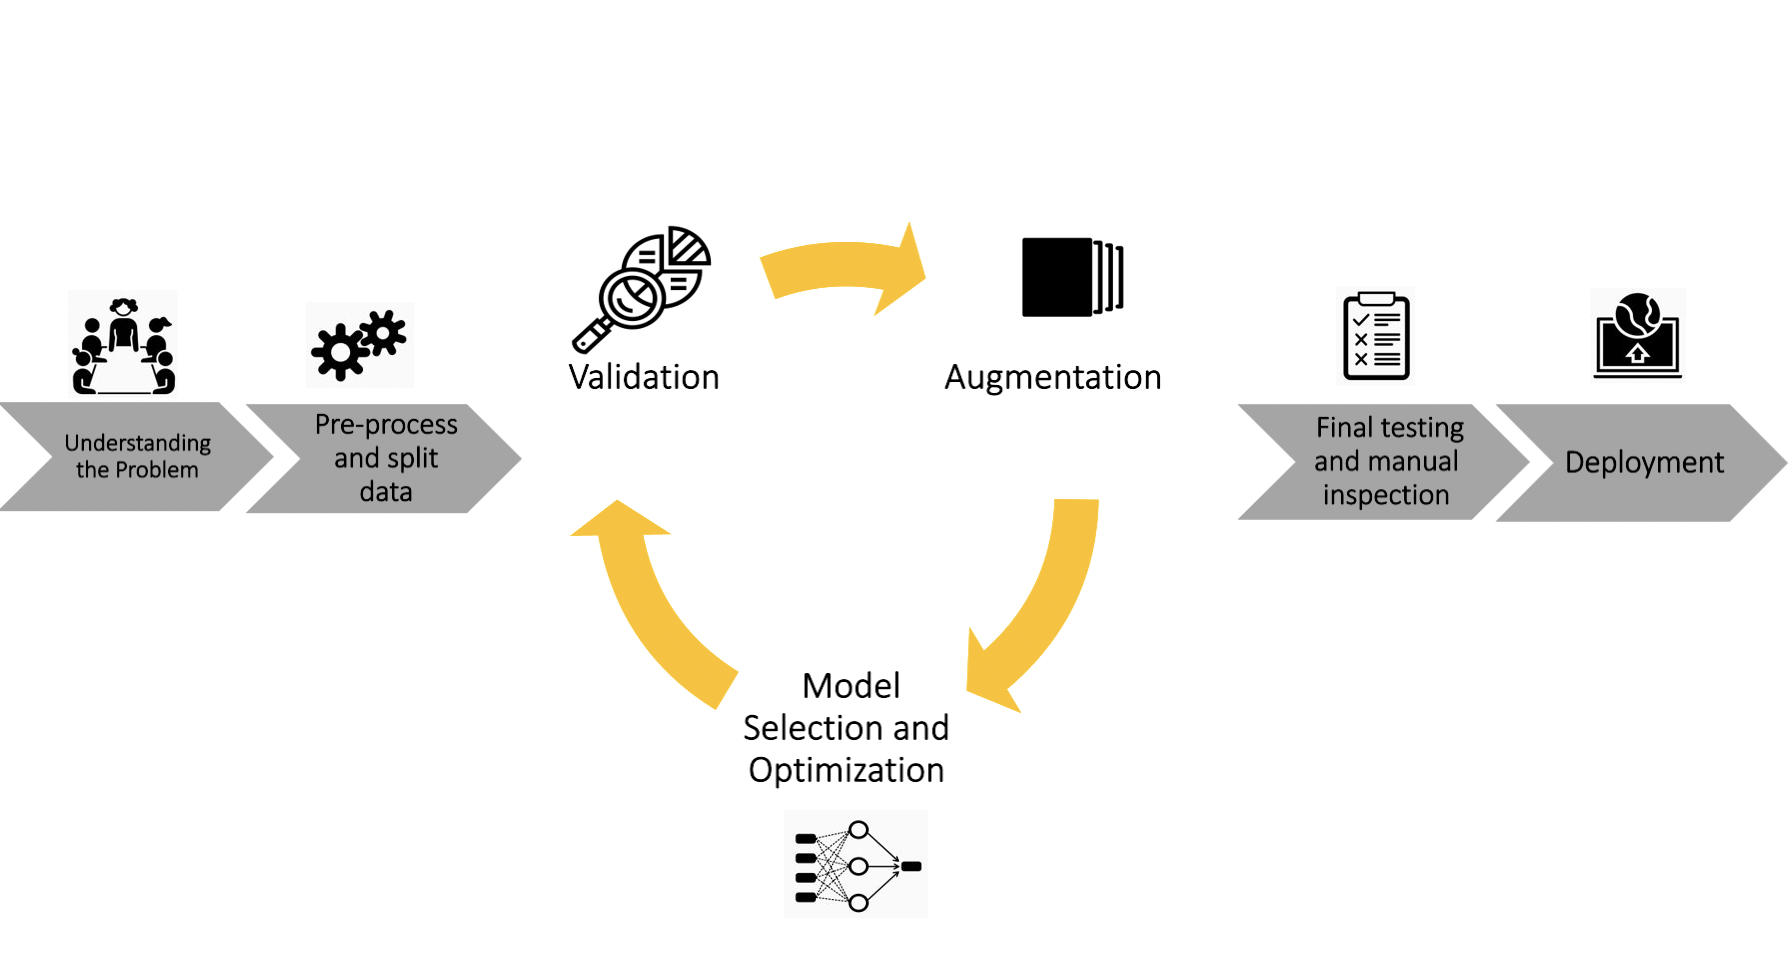 Understanding
the Problem
Pre-process
and split
data
Validation
Augmentation
Model
Selection and
Optimization
Final testing
and manual
inspection
Deployment